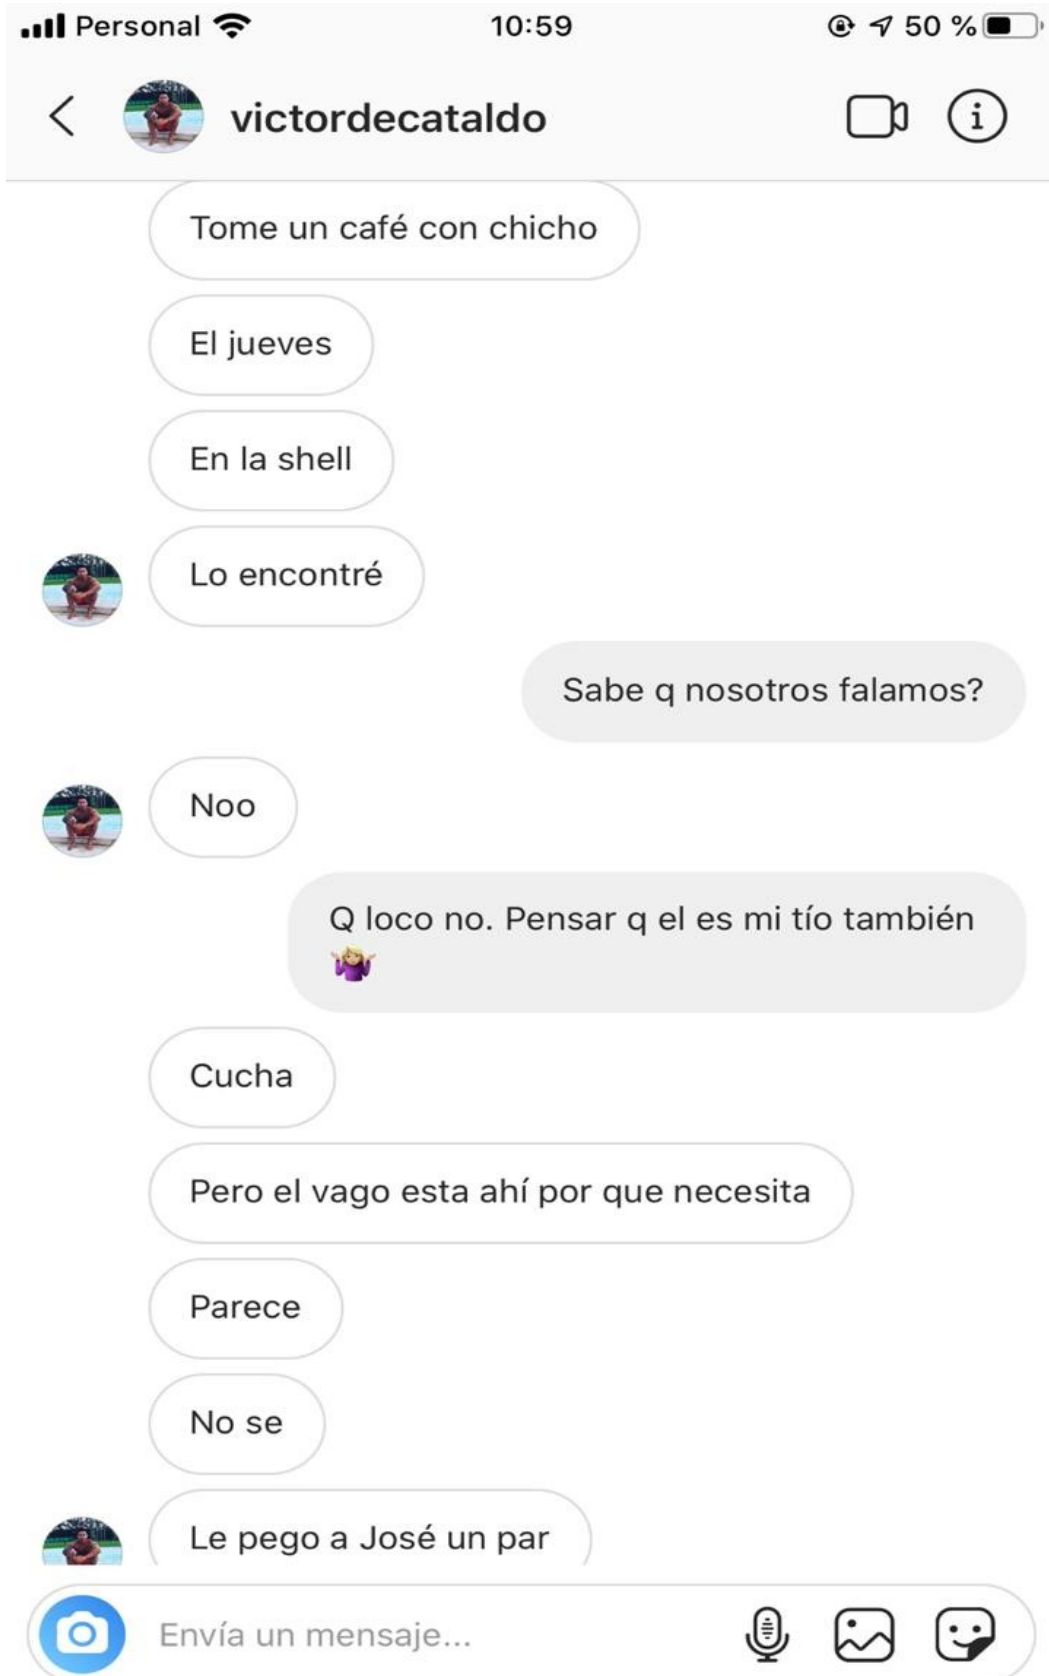 Personal 10:59 50 %
victordecataldo
Tome un café con chicho
El jueves
En la shell
Lo encontré
Sabe q nosotros falamos?
Noo
Q loco no. Pensar q el es mi tío también
🤷🏼‍♀️
Cucha
Pero el vago esta ahí por que necesita
Parece
No se
Le pego a José un par
Envía un mensaje...